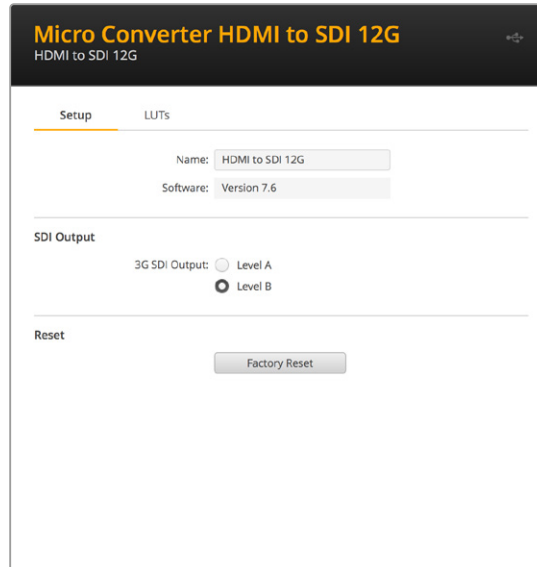 Micro Converter HDMI to SDI 12G
HDMI to SDI 12G
Setup LUTs
Name: HDMI to SDI 12G
Software: Version 7.6
SDI Output
3G SDI Output: Level A
Level B
Reset
Factory Reset